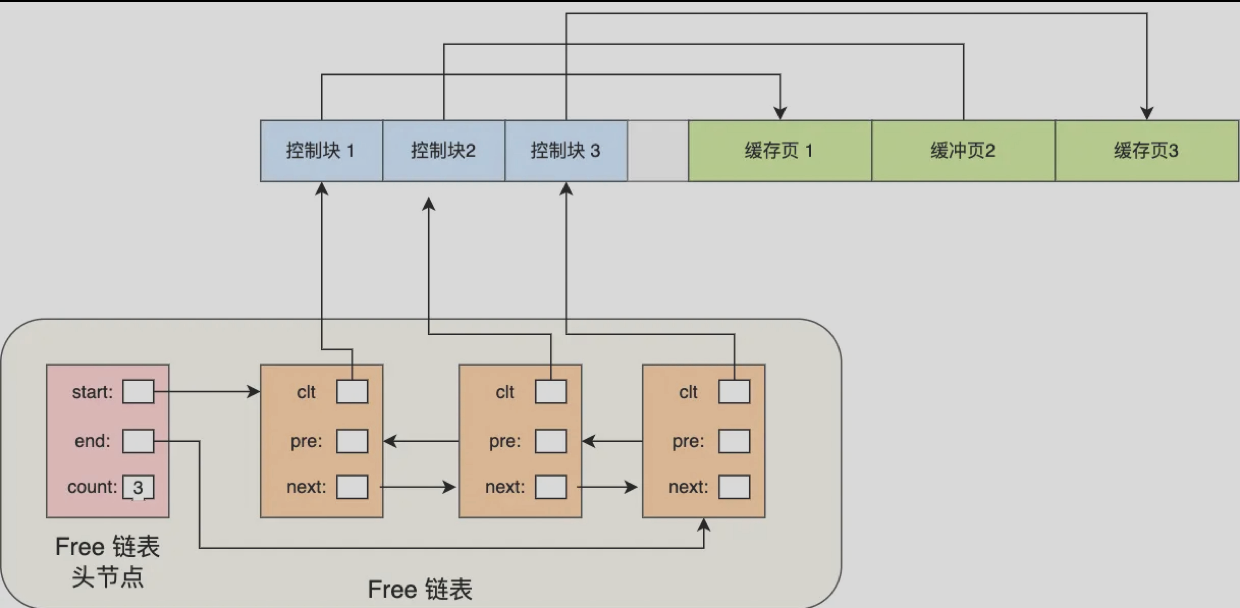 控制块 1
控制块2
控制块 3
缓存页 1
缓冲页2
缓存页3
start:
end:
count: 3
clt
pre:
next:
clt
pre:
next:
clt
pre:
next:
Free 链表
头节点
Free 链表